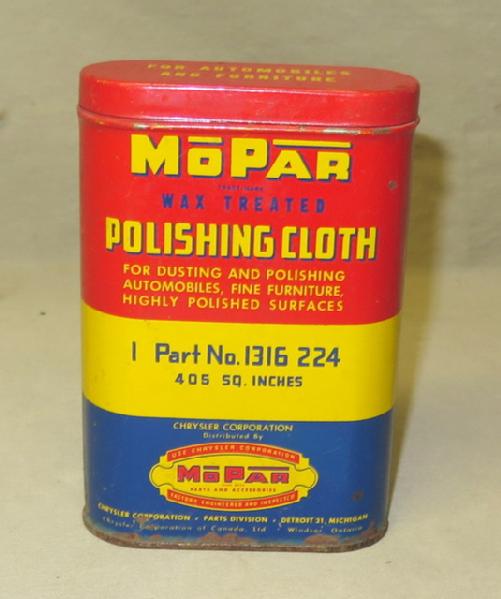 FOR AUTOMOBILES
AND FURNITURE
MOPAR
TRADE-MARK
WAX TREATED
POLISHING CLOTH
FOR DUSTING AND POLISHING
AUTOMOBILES, FINE FURNITURE,
HIGHLY POLISHED SURFACES
1 Part No. 1316 224
405 SQ. INCHES
CHRYSLER CORPORATION
Distributed By
USE CHRYSLER CORPORATION
MOPAR
PARTS AND ACCESSORIES
FACTORY ENGINEERED AND INSPECTED
CHRYSLER CORPORATION • PARTS DIVISION • DETROIT 31, MICHIGAN
Chrysler Corporation of Canada, Ltd. Windsor, Ontario